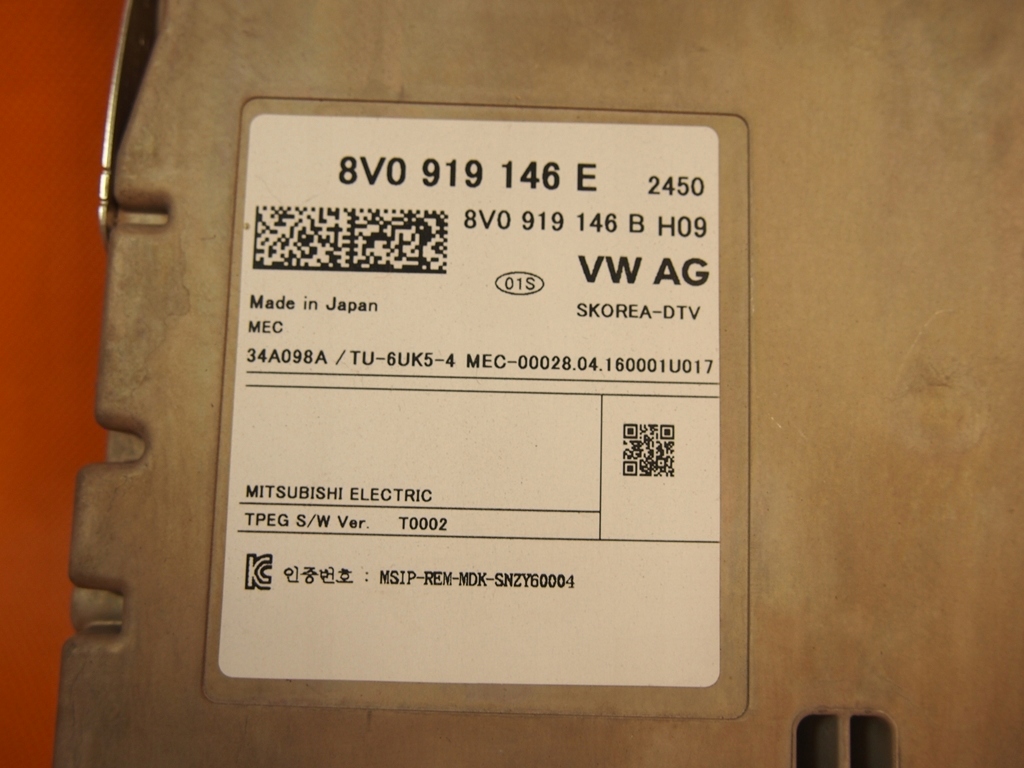 8V0 919 146 E 2450
8V0 919 146 B H09
VW AG
01S
SKOREA-DTV
Made in Japan
MEC
34A098A / TU-6UK5-4 MEC-00028.04.160001U017
MITSUBISHI ELECTRIC
TPEG S/W Ver. T0002
KC 인증번호 : MSIP-REM-MDK-SNZY60004